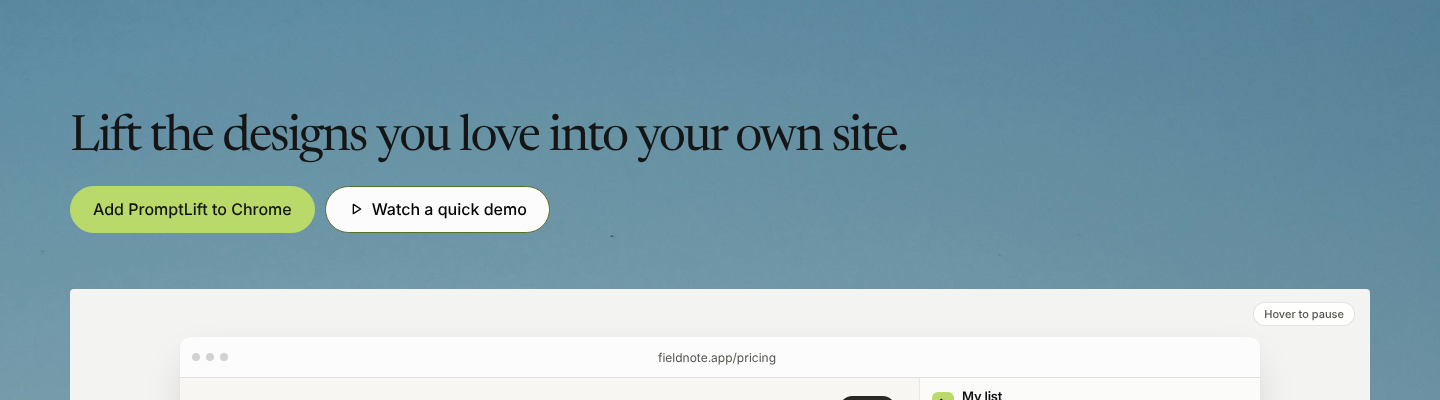 Lift the designs you love into your own site.
Add PromptLift to Chrome
Watch a quick demo
Hover to pause
fieldnote.app/pricing
My list